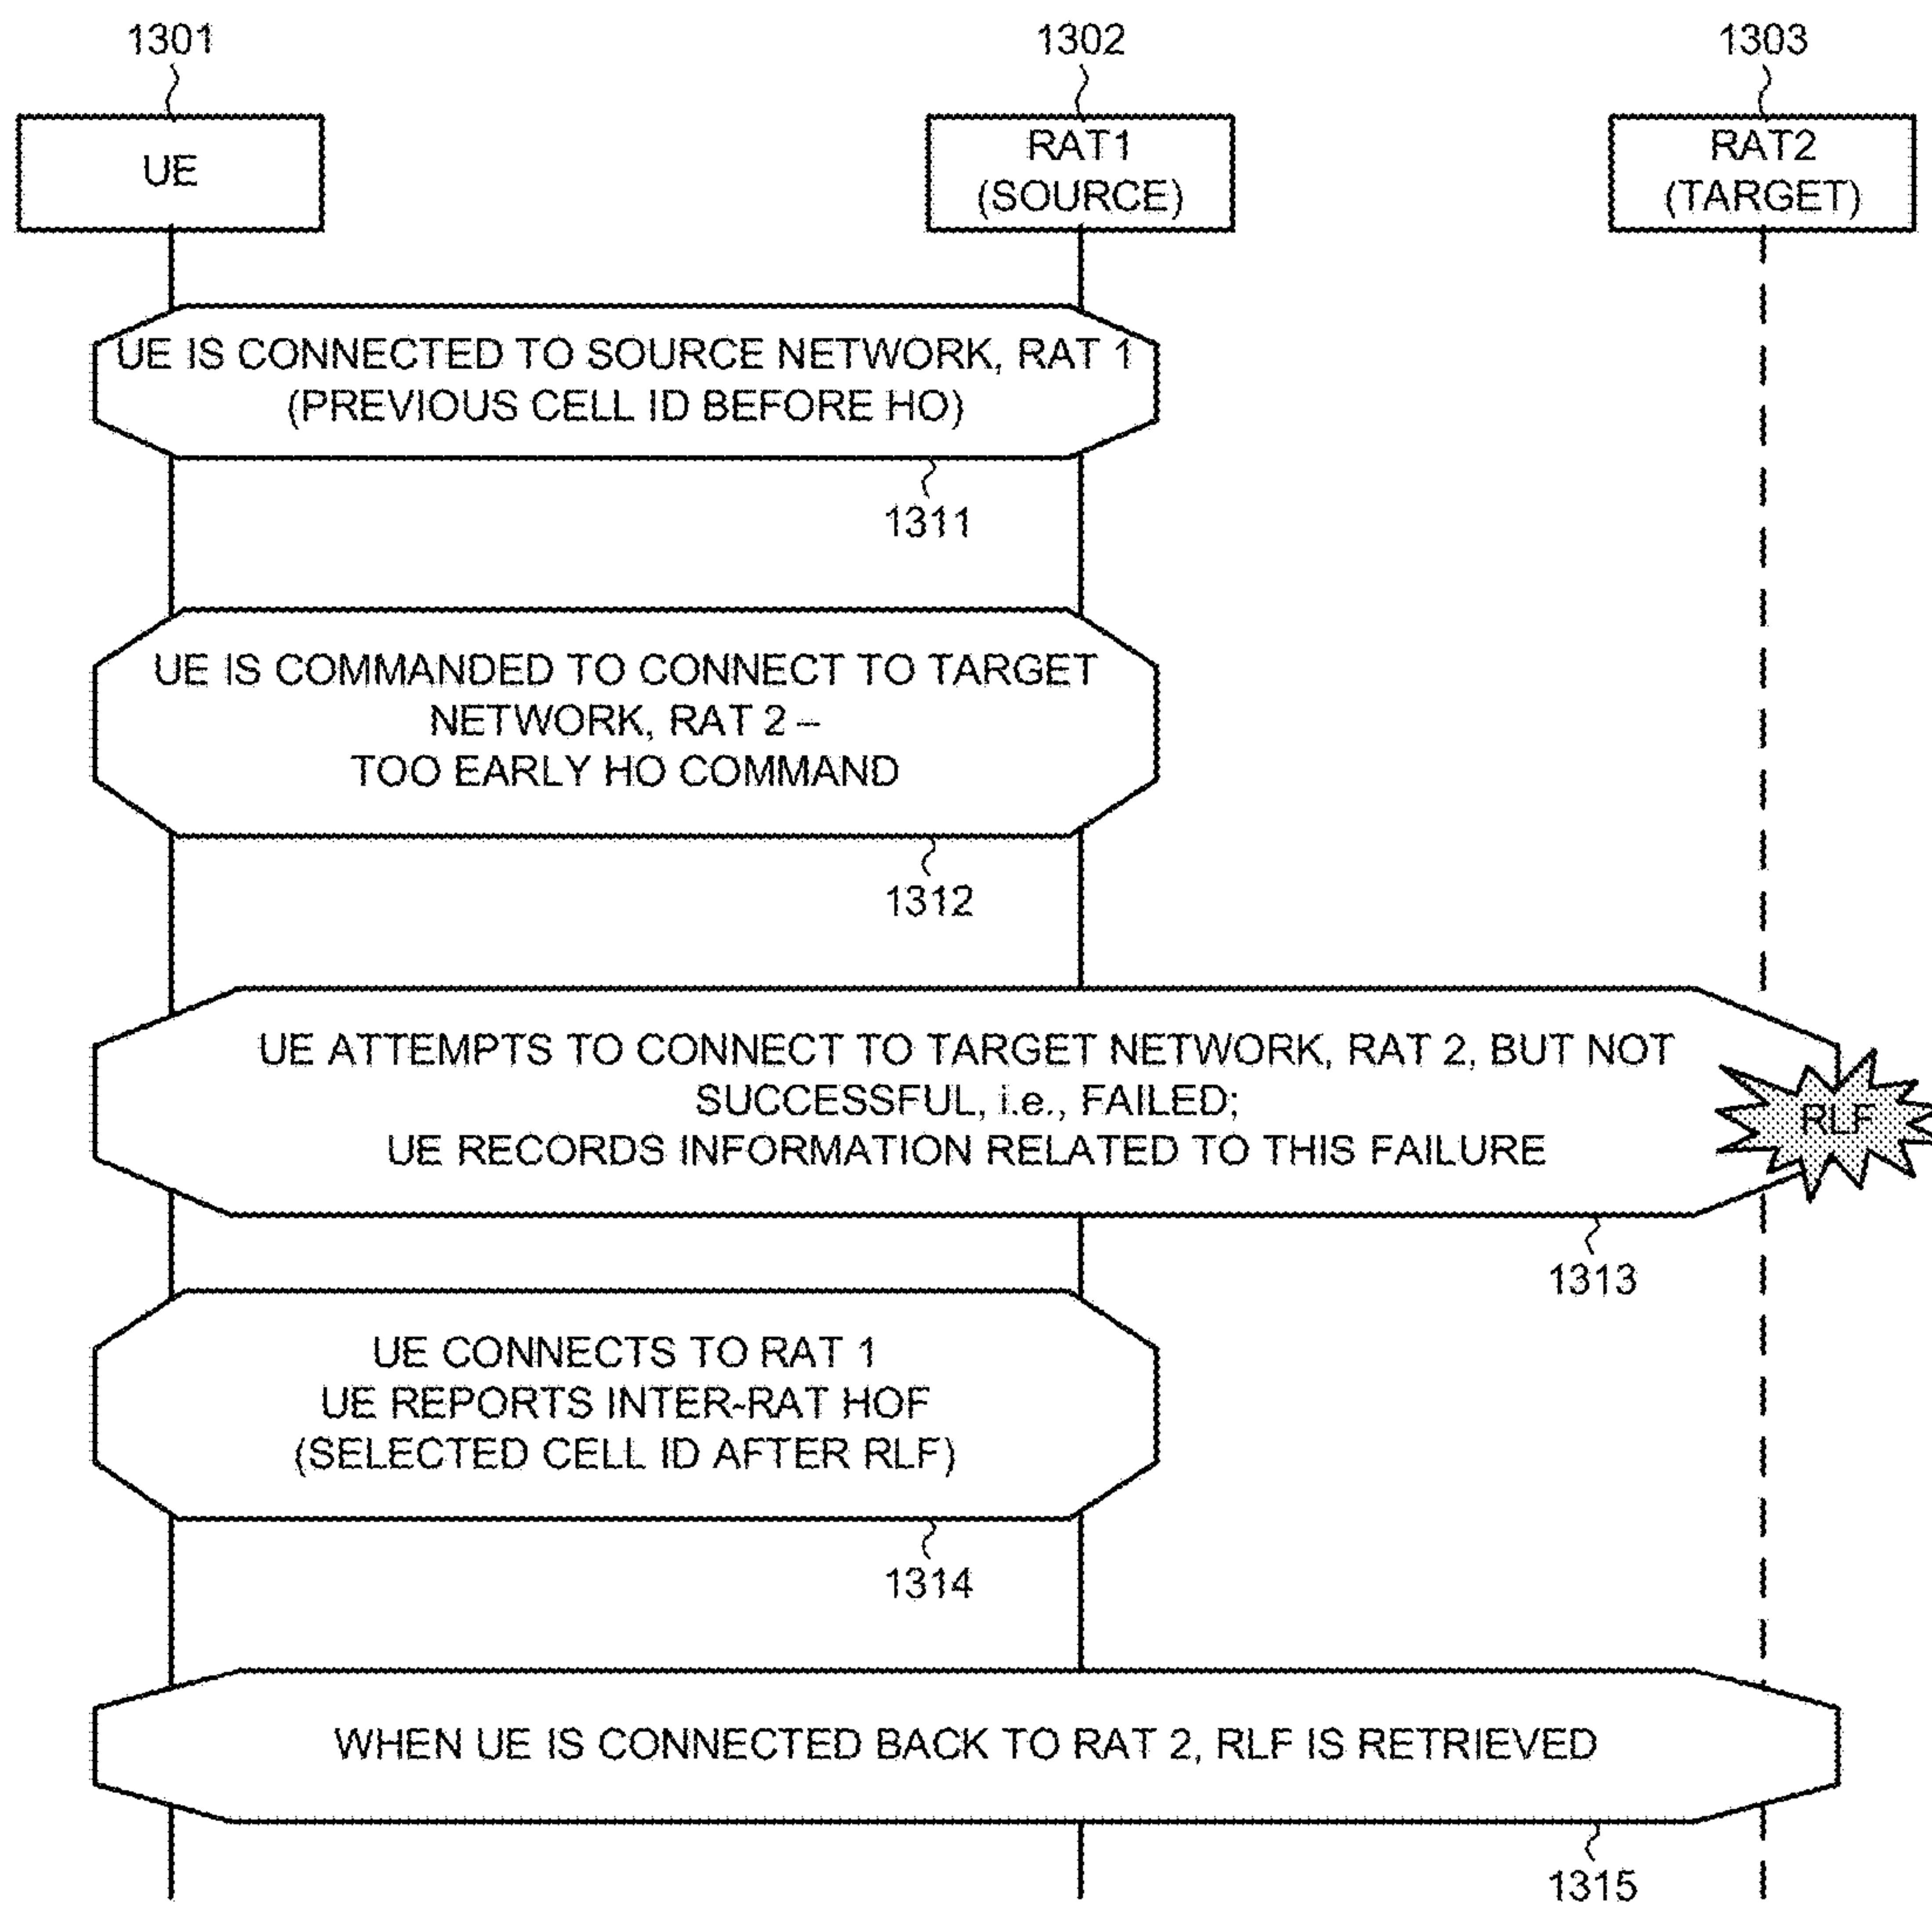 1301
1302
1303
UE
RAT1
(SOURCE)
RAT2
(TARGET)
UE IS CONNECTED TO SOURCE NETWORK, RAT 1
(PREVIOUS CELL ID BEFORE HO)
1311
UE IS COMMANDED TO CONNECT TO TARGET
NETWORK, RAT 2 –
TOO EARLY HO COMMAND
1312
UE ATTEMPTS TO CONNECT TO TARGET NETWORK, RAT 2, BUT NOT
SUCCESSFUL, i.e., FAILED;
UE RECORDS INFORMATION RELATED TO THIS FAILURE
RLF
1313
UE CONNECTS TO RAT 1
UE REPORTS INTER-RAT HOF
(SELECTED CELL ID AFTER RLF)
1314
WHEN UE IS CONNECTED BACK TO RAT 2, RLF IS RETRIEVED
1315